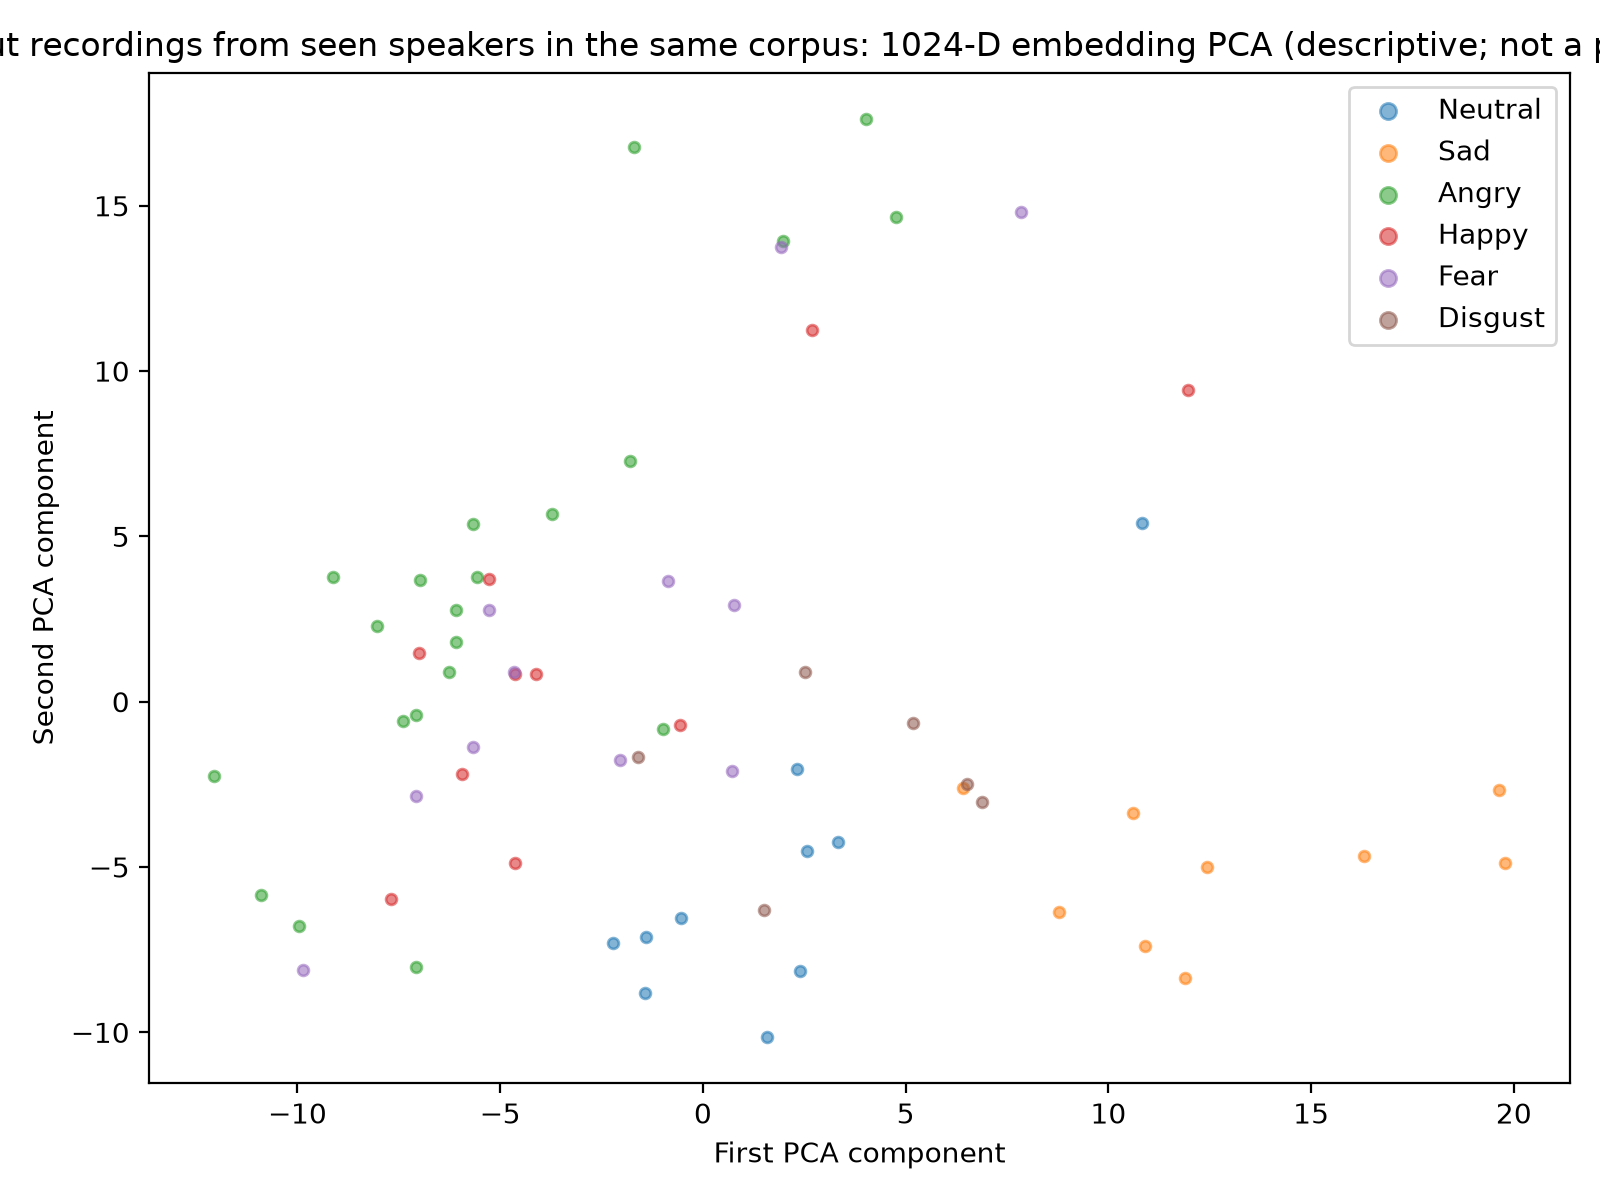 recordings from seen speakers in the same corpus: 1024-D embedding PCA (descriptive; not a
Neutral
Sad
Angry
Happy
Fear
Disgust
Second PCA component
15
10
5
0
−5
−10
−10
−5
0
5
10
15
20
First PCA component